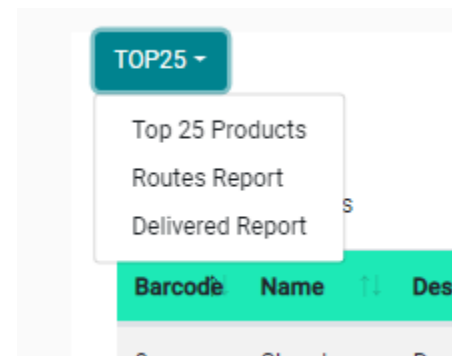 TOP25
Top 25 Products
Routes Report
Delivered Report
s
Barcode Name Des